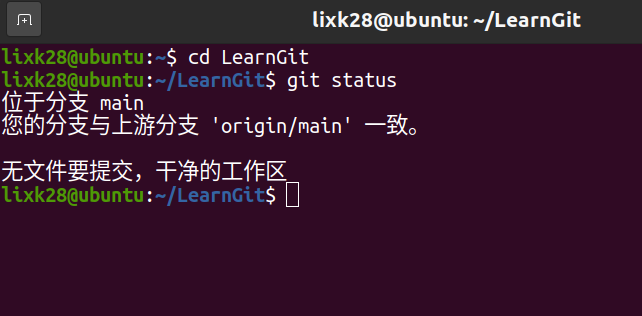 lixk28@ubuntu: ~/LearnGit
lixk28@ubuntu:~$ cd LearnGit
lixk28@ubuntu:~/LearnGit$ git status
位于分支 main
您的分支与上游分支 'origin/main' 一致。
无文件要提交，干净的工作区
lixk28@ubuntu:~/LearnGit$